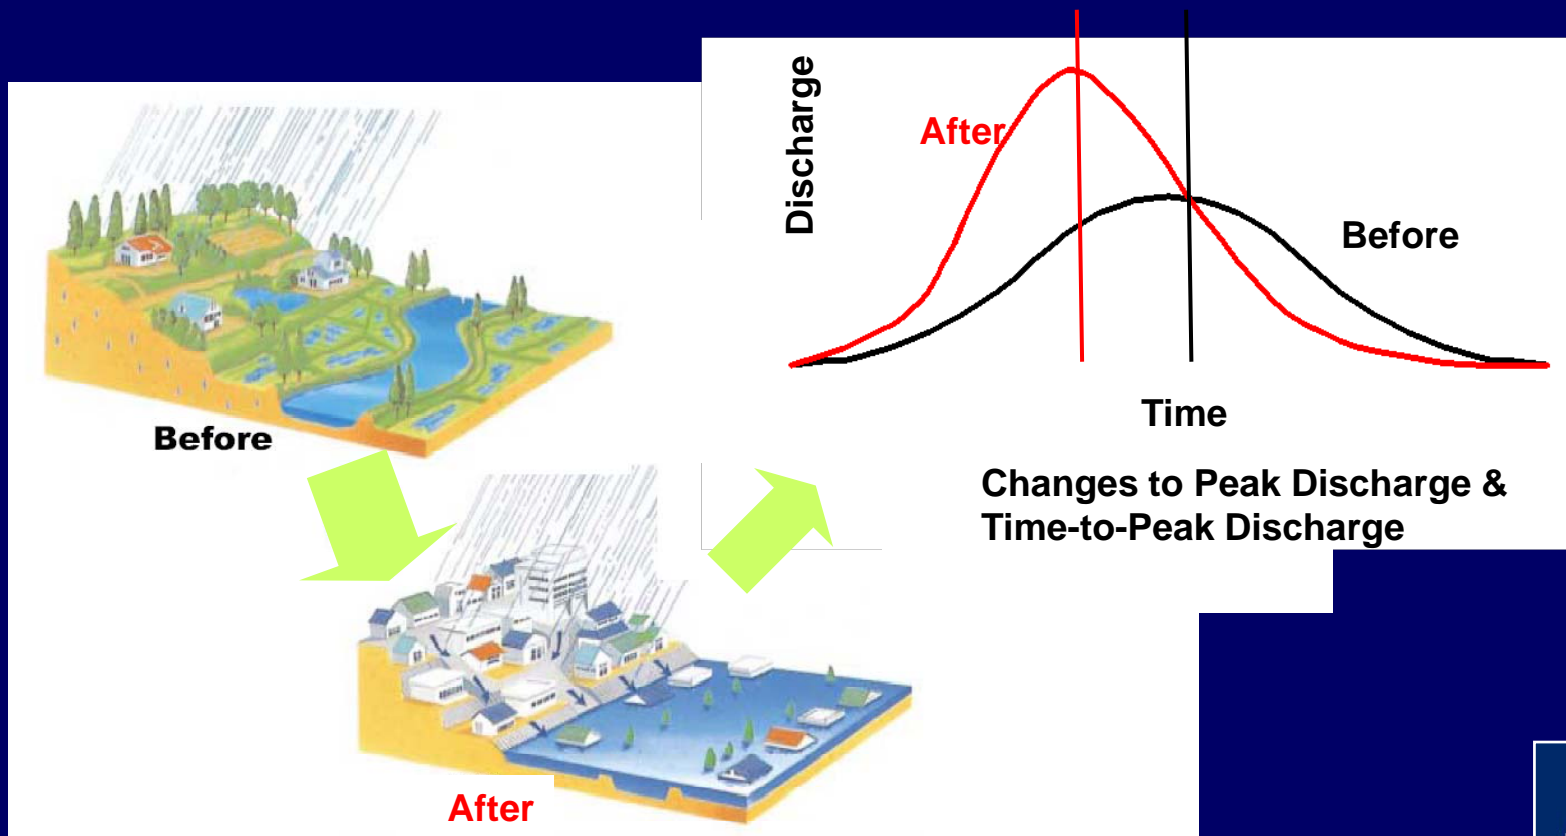 Before
After
Discharge
After
Before
Time
Changes to Peak Discharge &
Time-to-Peak Discharge